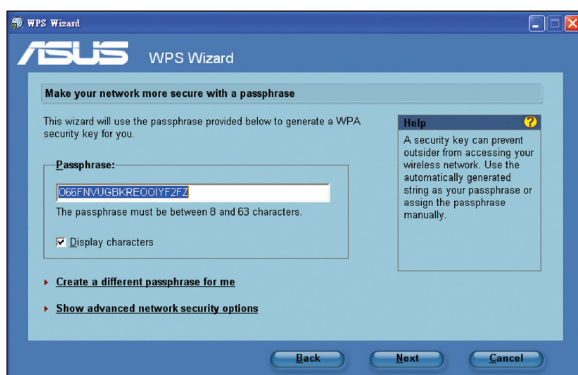 WPS Wizard
ASUS WPS Wizard
Make your network more secure with a passphrase
This wizard will use the passphrase provided below to generate a WPA
security key for you.
Passphrase:
O66FNVUGBKREOOIYF2FZ
The passphrase must be between 8 and 63 characters.
Display characters
Create a different passphrase for me
Show advanced network security options
Help
A security key can prevent
outsider from accessing your
wireless network. Use the
automatically generated
string as your passphrase or
assign the passphrase
manually.
Back Next Cancel